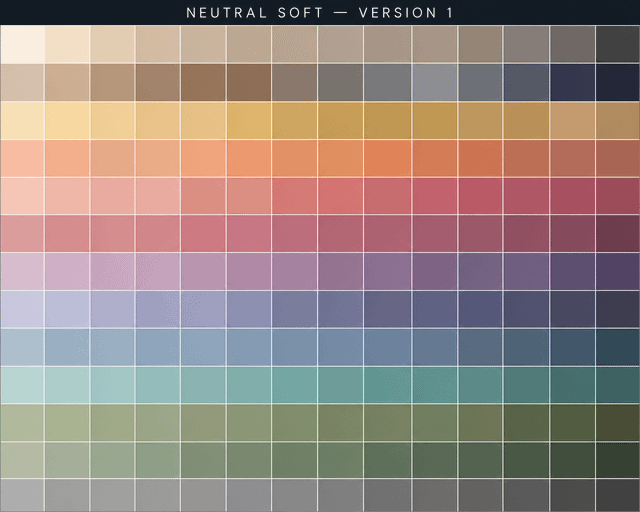 NEUTRAL SOFT — VERSION 1